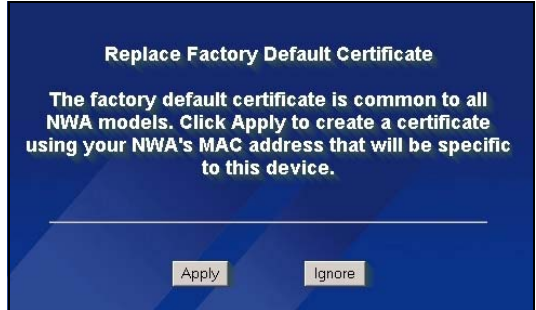 Replace Factory Default Certificate
The factory default certificate is common to all
NWA models. Click Apply to create a certificate
using your NWA's MAC address that will be specific
to this device.
Apply Ignore